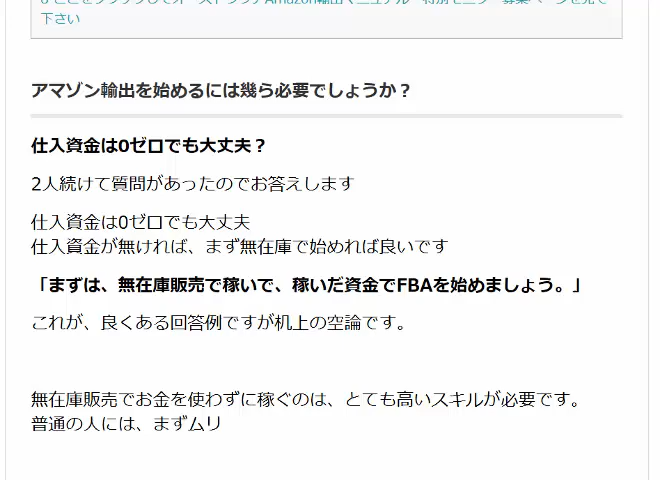 下さい
アマゾン輸出を始めるには幾ら必要でしょうか？
仕入資金は0ゼロでも大丈夫？
2人続けて質問があったのでお答えします
仕入資金は0ゼロでも大丈夫
仕入資金が無ければ、まず無在庫で始めれば良いです
「まずは、無在庫販売で稼いで、稼いだ資金でFBAを始めましょう。」
これが、良くある回答例ですが机上の空論です。
無在庫販売でお金を使わずに稼ぐのは、とても高いスキルが必要です。
普通の人には、まずムリ